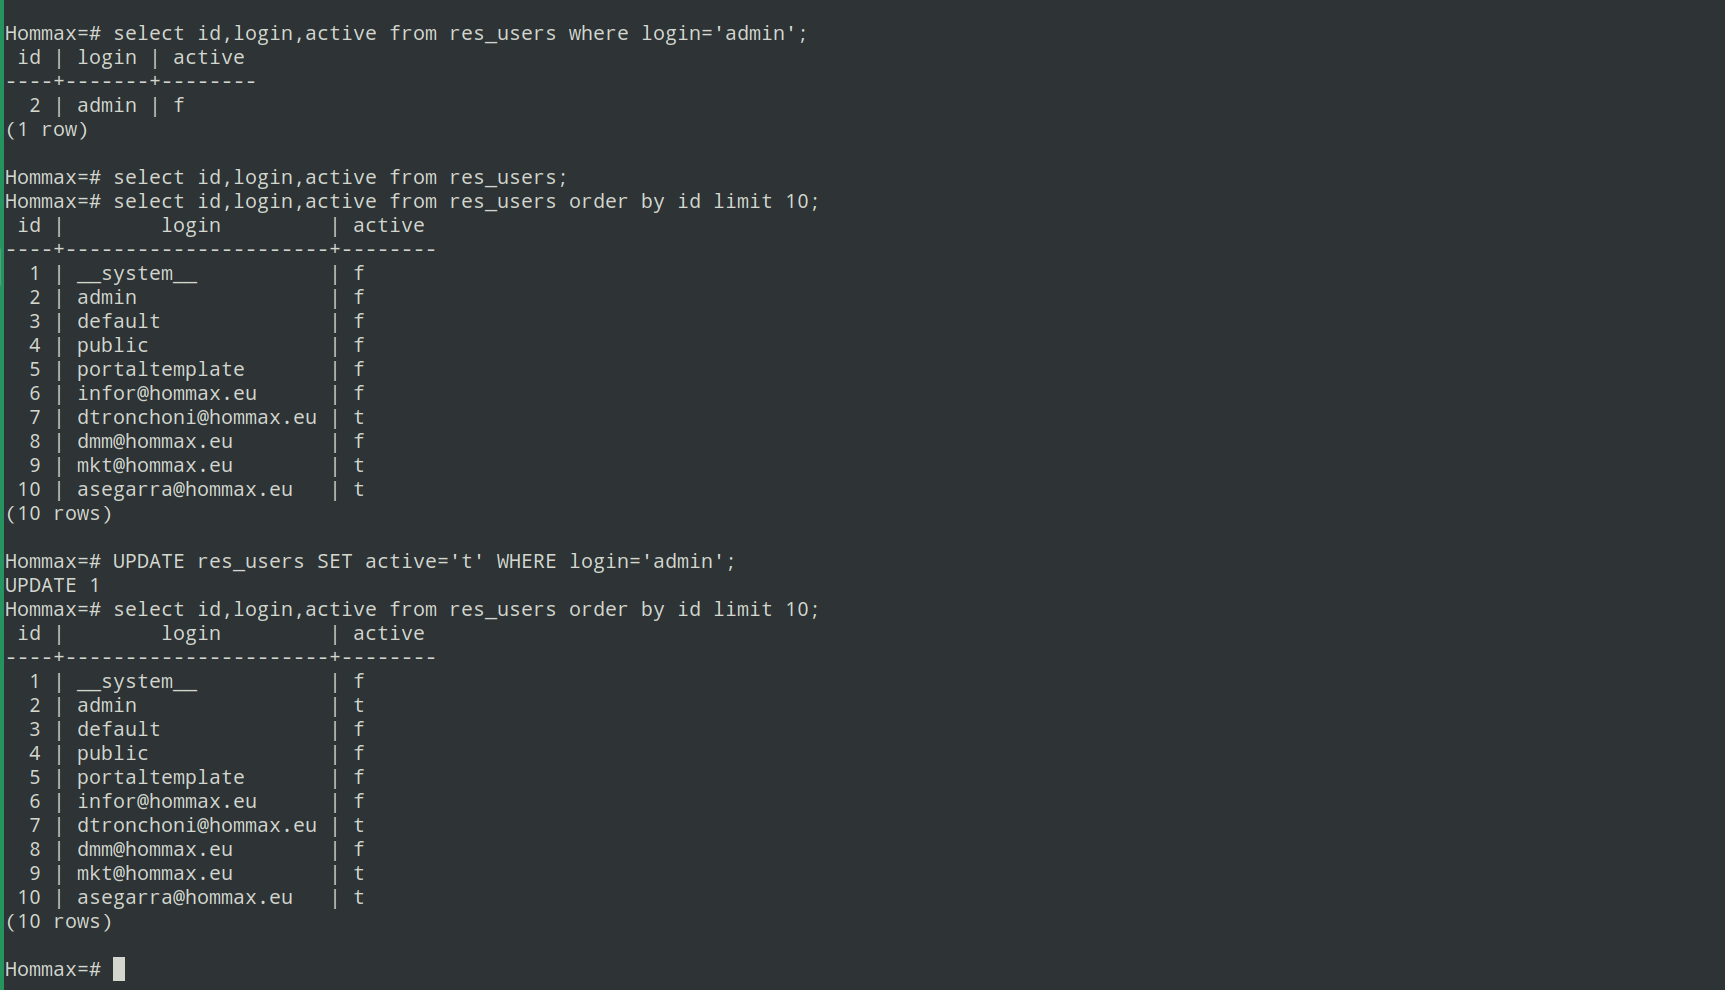 Hommax=# select id,login,active from res_users where login='admin';
 id | login | active
----+-------+--------
  2 | admin | f
(1 row)

Hommax=# select id,login,active from res_users;
Hommax=# select id,login,active from res_users order by id limit 10;
 id |        login         | active
----+----------------------+--------
  1 | __system__           | f
  2 | admin                | f
  3 | default              | f
  4 | public               | f
  5 | portaltemplate       | f
  6 | infor@hommax.eu      | f
  7 | dtronchoni@hommax.eu | t
  8 | dmm@hommax.eu        | f
  9 | mkt@hommax.eu        | t
 10 | asegarra@hommax.eu   | t
(10 rows)

Hommax=# UPDATE res_users SET active='t' WHERE login='admin';
UPDATE 1
Hommax=# select id,login,active from res_users order by id limit 10;
 id |        login         | active
----+----------------------+--------
  1 | __system__           | f
  2 | admin                | t
  3 | default              | f
  4 | public               | f
  5 | portaltemplate       | f
  6 | infor@hommax.eu      | f
  7 | dtronchoni@hommax.eu | t
  8 | dmm@hommax.eu        | f
  9 | mkt@hommax.eu        | t
 10 | asegarra@hommax.eu   | t
(10 rows)

Hommax=#